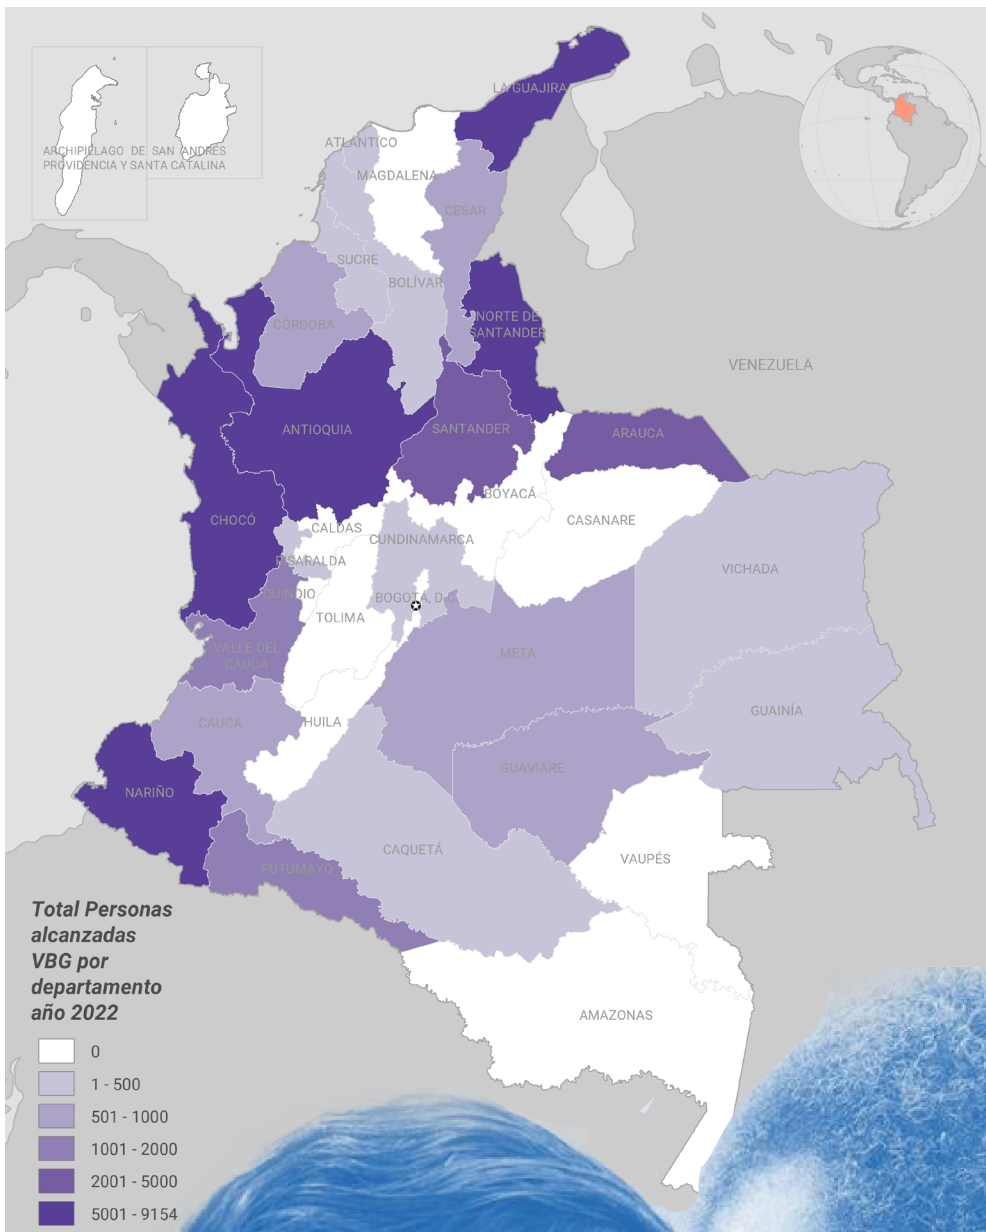 LA GUAJIRA
ATLÁNTICO
ARCHIPIÉLAGO DE SAN ANDRÉS
PROVIDENCIA Y SANTA CATALINA
MAGDALENA
CESAR
SUCRE
BOLÍVAR
CÓRDOBA
NORTE DE
SANTANDER
VENEZUELA
ANTIOQUIA
SANTANDER
ARAUCA
BOYACÁ
CHOCÓ
CALDAS
CASANARE
CUNDINAMARCA
RISARALDA
VICHADA
QUINDIO
BOGOTÁ, D.C.
TOLIMA
VALLE DEL
CAUCA
META
CAUCA
HUILA
GUAINÍA
GUAVIARE
NARIÑO
CAQUETÁ
VAUPÉS
PUTUMAYO
Total Personas
alcanzadas
VBG por
departamento
año 2022
AMAZONAS
0
1 - 500
501 - 1000
1001 - 2000
2001 - 5000
5001 - 9154